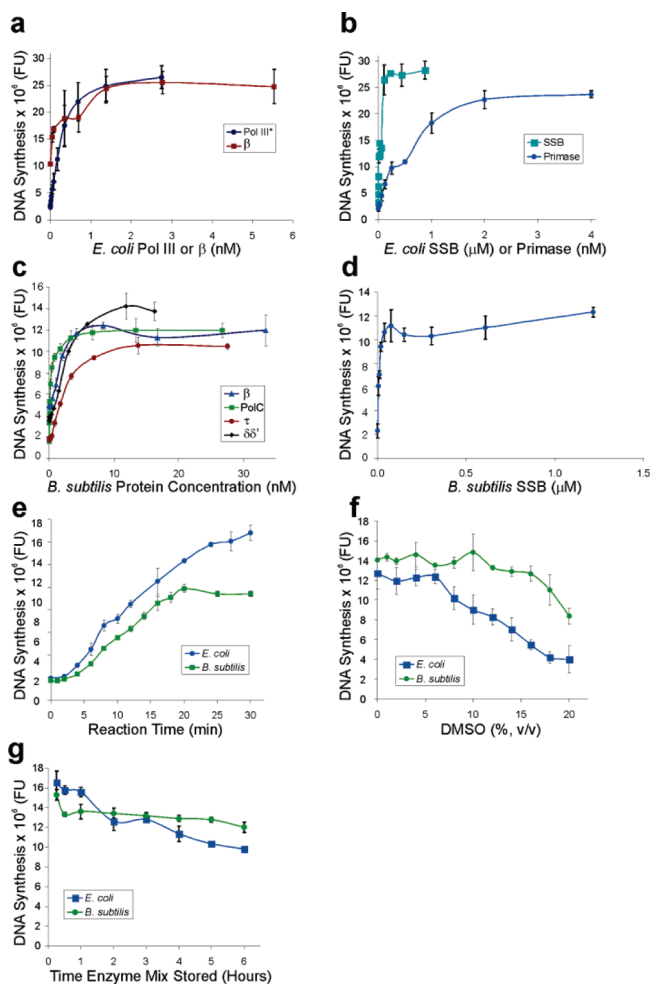 a
DNA Synthesis x 10⁶ (FU)
30
25
20
15
10
5
0
0 1 2 3 4 5 6
Pol III*
β
E. coli Pol III or β (nM)
b
DNA Synthesis x 10⁶ (FU)
30
25
20
15
10
5
0
0 1 2 3 4
SSB
Primase
E. coli SSB (μM) or Primase (nM)
c
DNA Synthesis x 10⁶ (FU)
16
14
12
10
8
6
4
2
0
0 10 20 30
β
PolC
τ
δδ'
B. subtilis Protein Concentration (nM)
d
DNA Synthesis x 10⁶ (FU)
14
12
10
8
6
4
2
0
0.0 0.5 1.0 1.5
B. subtilis SSB (μM)
e
DNA Synthesis x 10⁶ (FU)
18
16
14
12
10
8
6
4
2
0
0 5 10 15 20 25 30
E. coli
B. subtilis
Reaction Time (min)
f
DNA Synthesis x 10⁶ (FU)
18
16
14
12
10
8
6
4
2
0
0 5 10 15 20
E. coli
B. subtilis
DMSO (%, v/v)
g
DNA Synthesis x 10⁶ (FU
18
16
14
12
10
8
6
4
2
0
0 1 2 3 4 5 6
E. coli
B. subtilis
Time Enzyme Mix Stored (Hours)